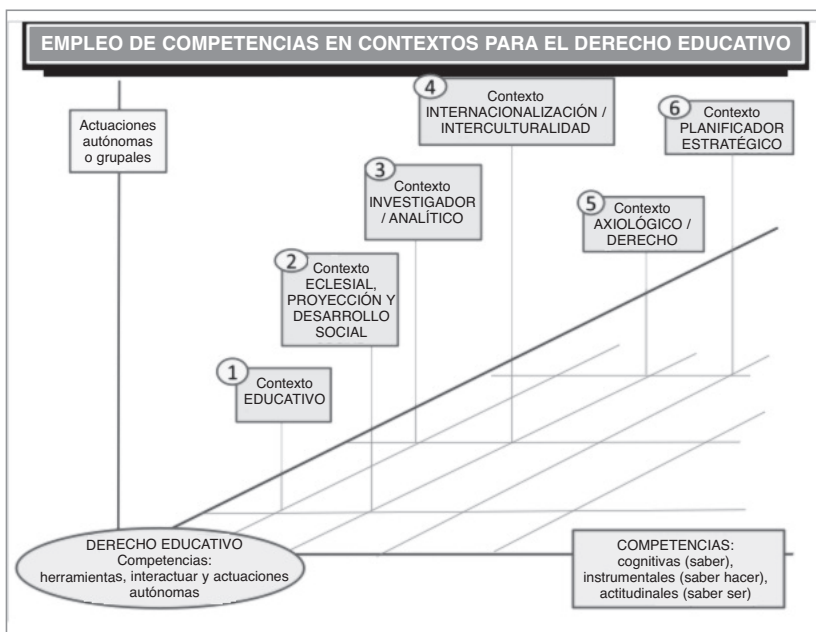 EMPLEO DE COMPETENCIAS EN CONTEXTOS PARA EL DERECHO EDUCATIVO
Actuaciones
autónomas
o grupales
1
Contexto
EDUCATIVO
2
Contexto
ECLESIAL,
PROYECCIÓN Y
DESARROLLO
SOCIAL
3
Contexto
INVESTIGADOR
/ ANALÍTICO
4
Contexto
INTERNACIONALIZACIÓN /
INTERCULTURALIDAD
5
Contexto
AXIOLÓGICO /
DERECHO
6
Contexto
PLANIFICADOR
ESTRATÉGICO
DERECHO EDUCATIVO
Competencias:
herramientas, interactuar y actuaciones
autónomas
COMPETENCIAS:
cognitivas (saber),
instrumentales (saber hacer),
actitudinales (saber ser)